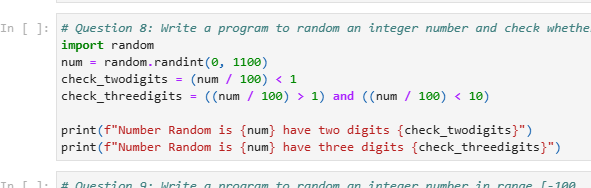 In [ ]: # Question 8: Write a program to random an integer number and check
import random
num = random.randint(0, 1100)
check_twodigits = (num / 100) < 1
check_threedigits = ((num / 100) > 1) and ((num / 100) < 10)
print(f"Number Random is {num} have two digits {check_twodigits}")
print(f"Number Random is {num} have three digits {check_threedigits}")
In [ ]: # Question 9: Write a program to random an integer number in range [-100